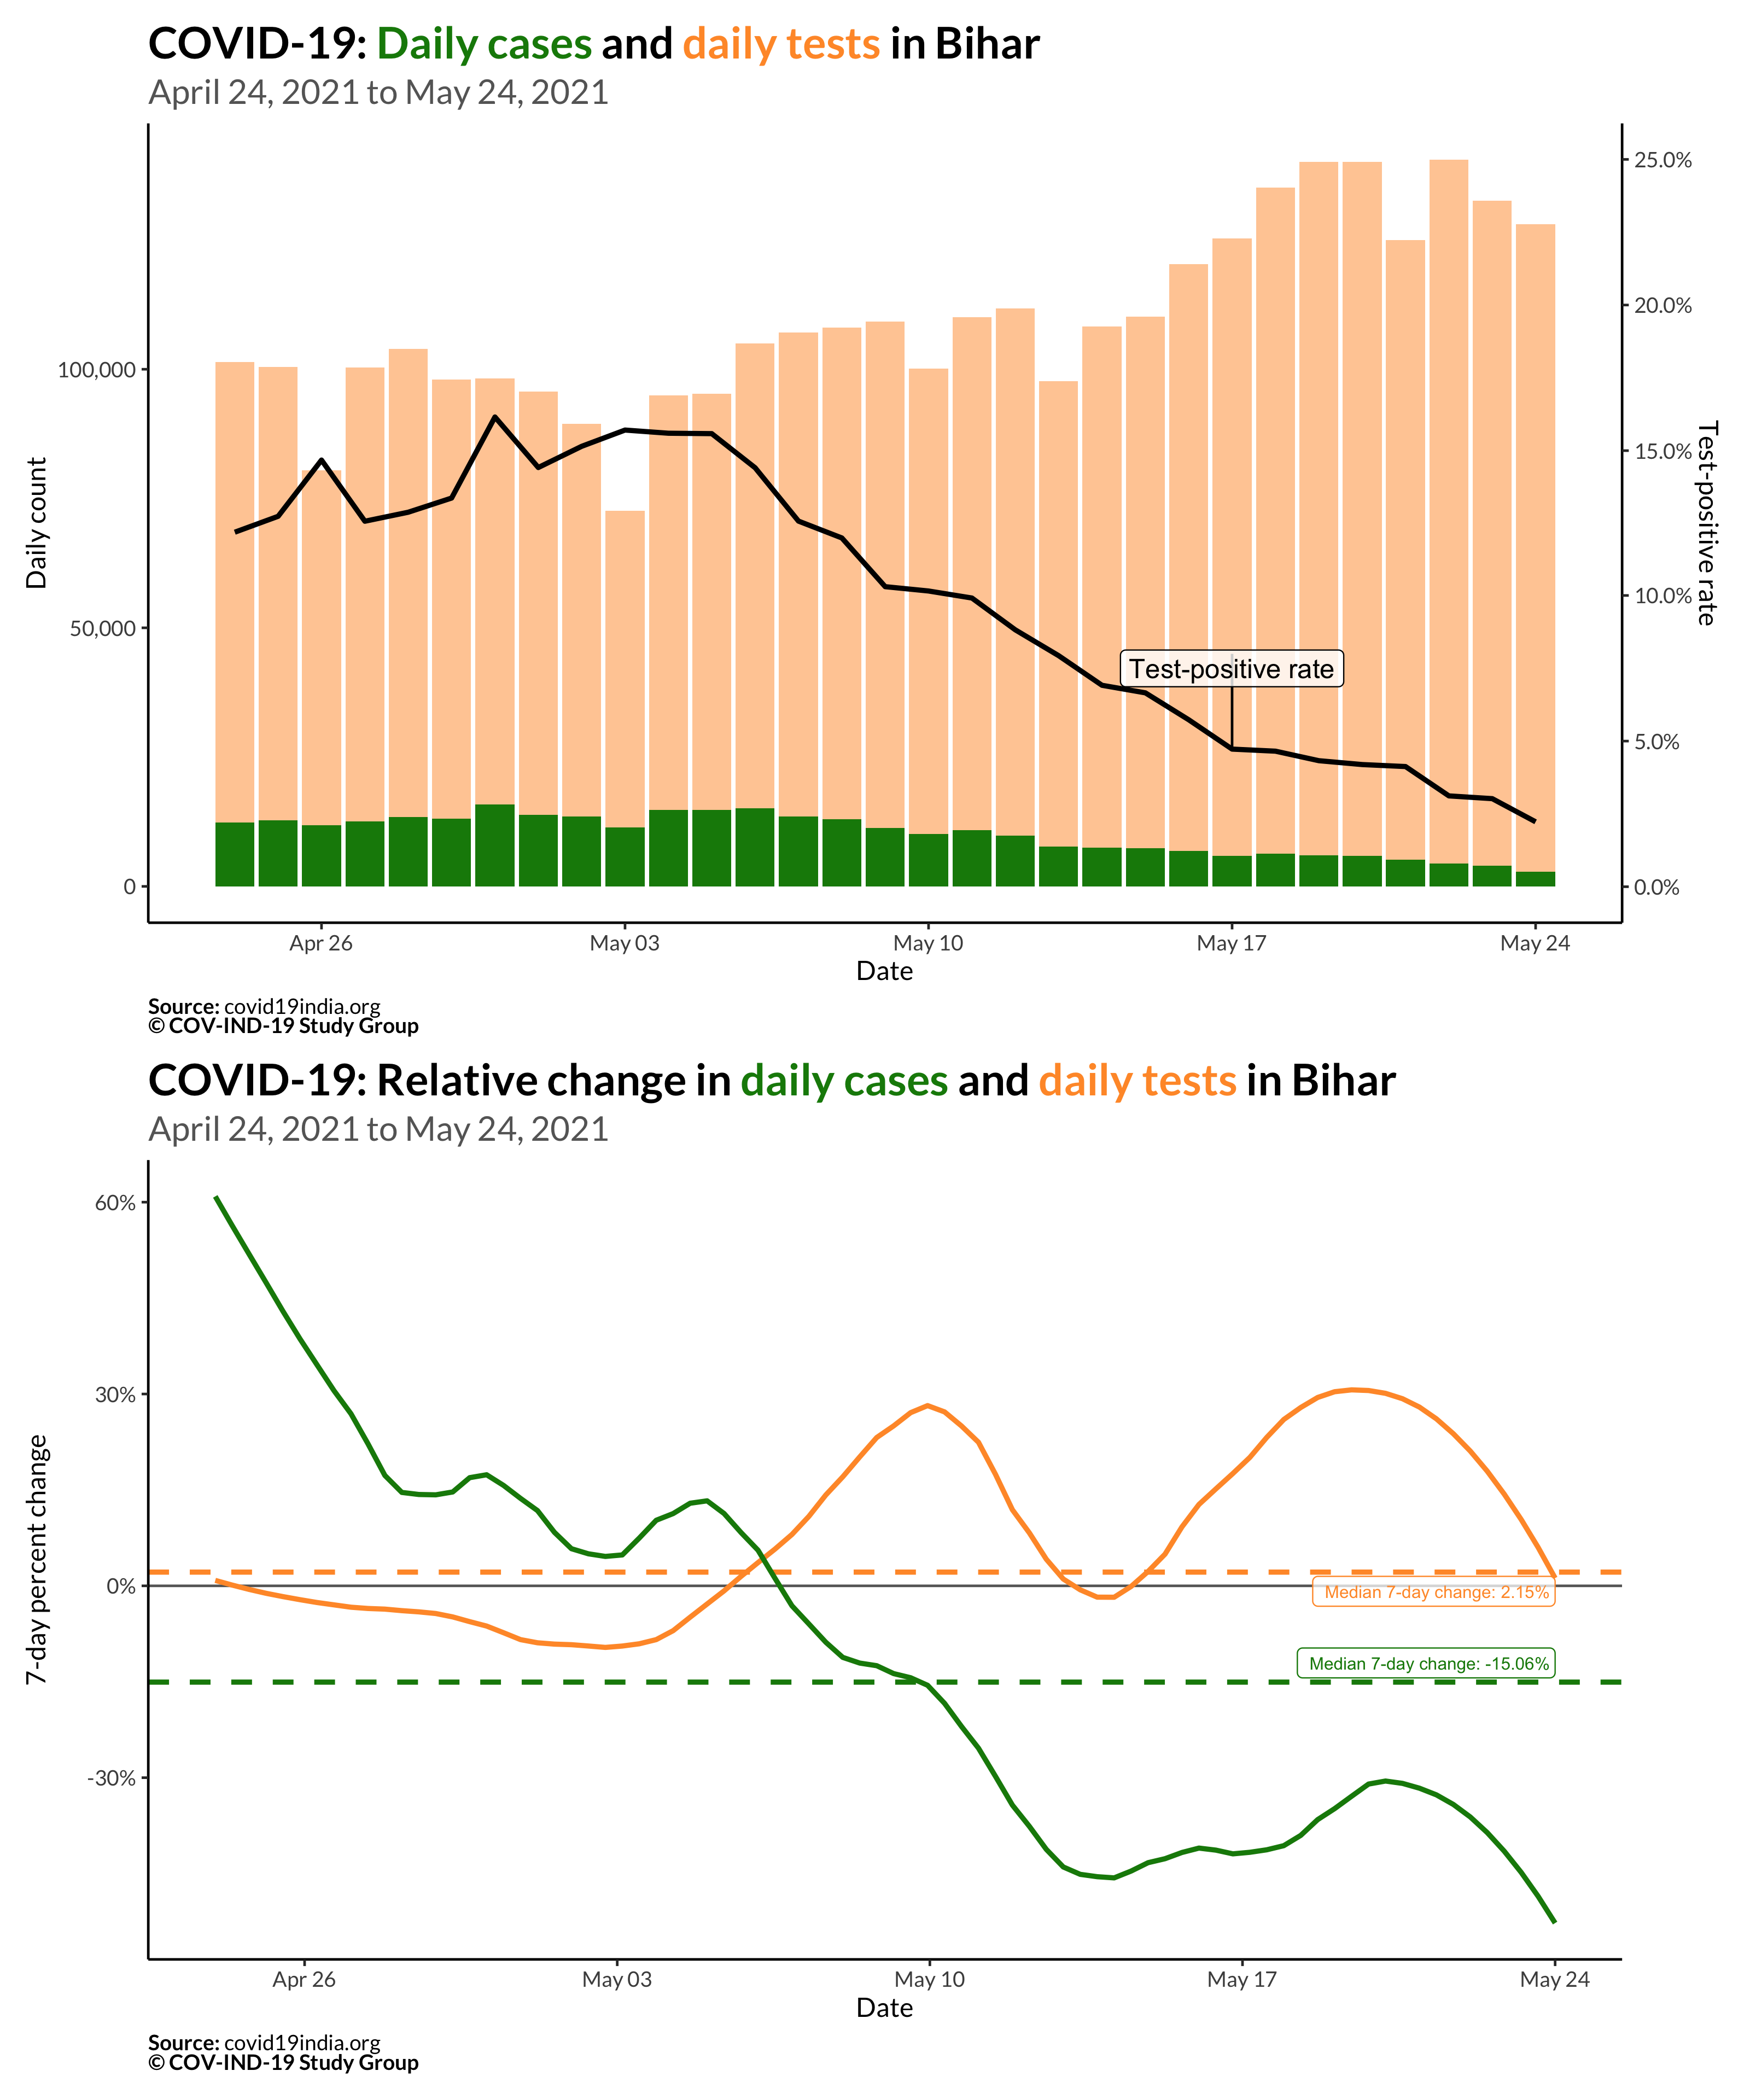 COVID-19: Daily cases and daily tests in Bihar
April 24, 2021 to May 24, 2021
Daily count
100,000
50,000
0
25.0%
20.0%
15.0%
10.0%
5.0%
0.0%
Test-positive rate
Test-positive rate
Apr 26
May 03
May 10
May 17
May 24
Date
Source: covid19india.org
© COV-IND-19 Study Group
COVID-19: Relative change in daily cases and daily tests in Bihar
April 24, 2021 to May 24, 2021
7-day percent change
60%
30%
0%
-30%
Median 7-day change: 2.15%
Median 7-day change: -15.06%
Apr 26
May 03
May 10
May 17
May 24
Date
Source: covid19india.org
© COV-IND-19 Study Group